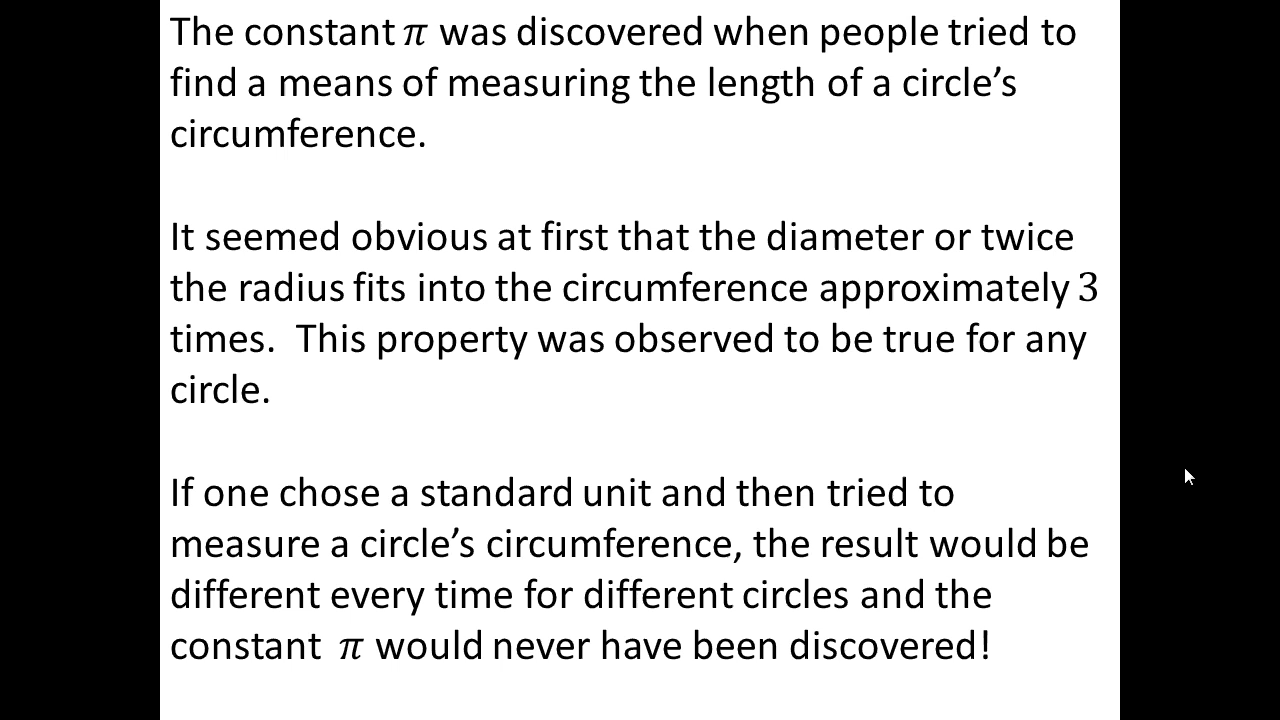 The constant π was discovered when people tried to
find a means of measuring the length of a circle’s
circumference.
It seemed obvious at first that the diameter or twice
the radius fits into the circumference approximately 3
times.  This property was observed to be true for any
circle.
If one chose a standard unit and then tried to
measure a circle’s circumference, the result would be
different every time for different circles and the
constant π would never have been discovered!